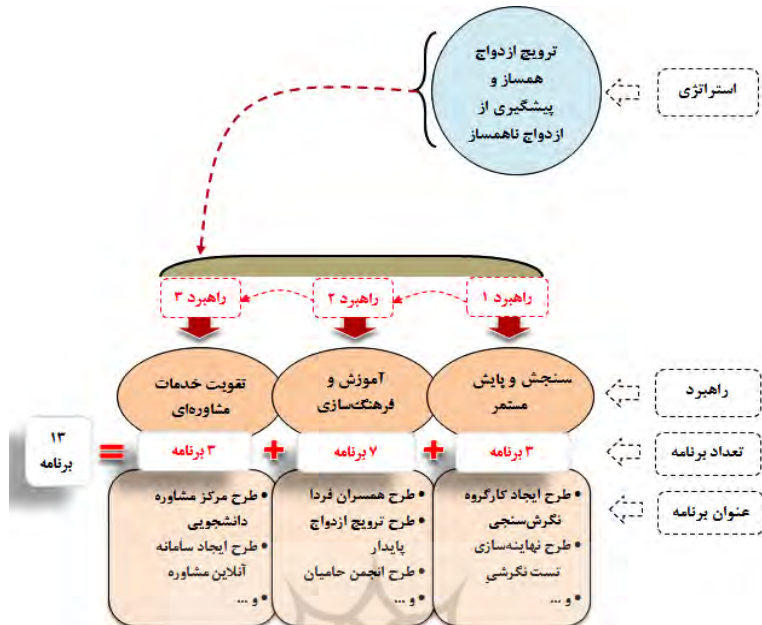 ترویج ازدواج
همساز و
پیشگیری از
ازدواج ناهمساز
استراتژی
راهبرد ۱
راهبرد ۲
راهبرد ۳
سنجش و پایش
مستمر
آموزش و
فرهنگ‌سازی
تقویت خدمات
مشاوره‌ای
راهبرد
۳ برنامه
+
۷ برنامه
+
۳ برنامه
=
۱۳
برنامه
تعداد برنامه
• طرح ایجاد کارگروه
نگرش‌سنجی
• طرح نهاینه‌سازی
تست نگرشی
• و ...
• طرح همسران فردا
• طرح ترویج ازدواج
پایدار
• طرح انجمن حامیان
• و ...
• طرح مرکز مشاوره
دانشجویی
• طرح ایجاد سامانه
آنلاین مشاوره
• و ...
عنوان برنامه